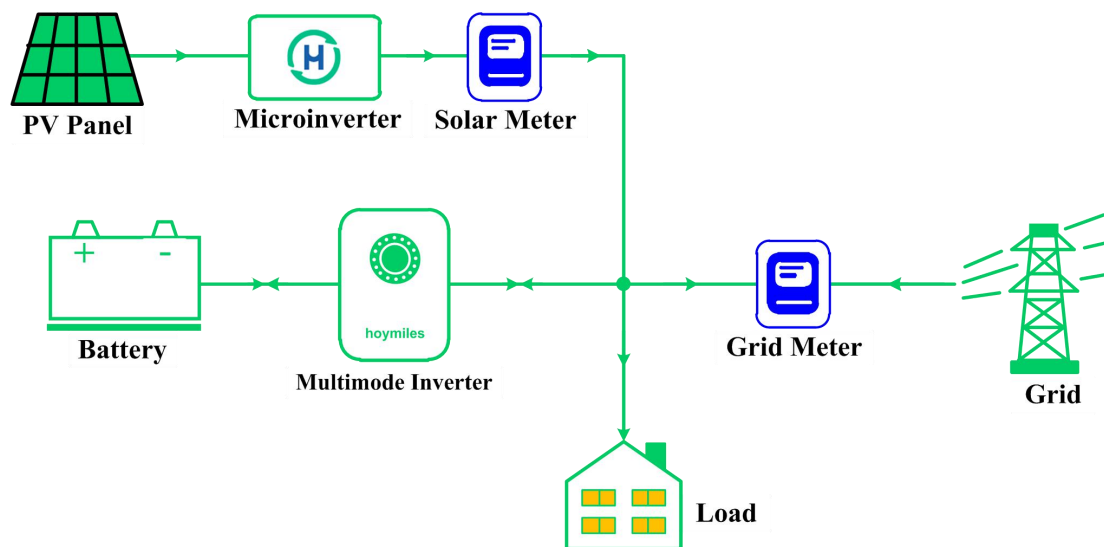 H
PV Panel
Microinverter
Solar Meter
+ -
hoymiles
Battery
Multimode Inverter
Grid Meter
Grid
Load